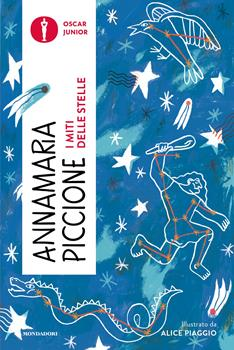 OSCAR
JUNIOR
ANNAMARIA
PICCIONE
I MITI
DELLE STELLE
MONDADORI
illustrato da
ALICE PIAGGIO